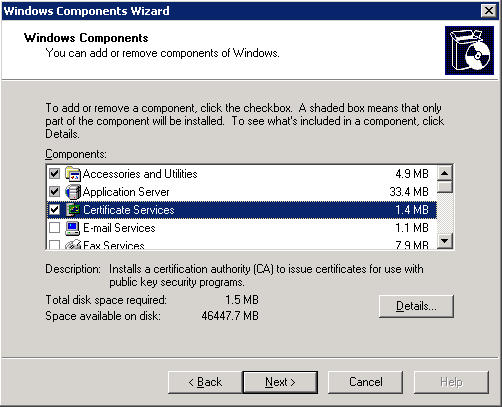 Windows Components Wizard
Windows Components
You can add or remove components of Windows.
To add or remove a component, click the checkbox. A shaded box means that only
part of the component will be installed. To see what's included in a component, click
Details.
Components:
Accessories and Utilities 4.9 MB
Application Server 33.4 MB
Certificate Services 1.4 MB
E-mail Services 1.1 MB
Fax Services 7.9 MB
Description: Installs a certification authority (CA) to issue certificates for use with
public key security programs.
Total disk space required: 1.5 MB
Space available on disk: 46447.7 MB
Details...
< Back Next > Cancel Help